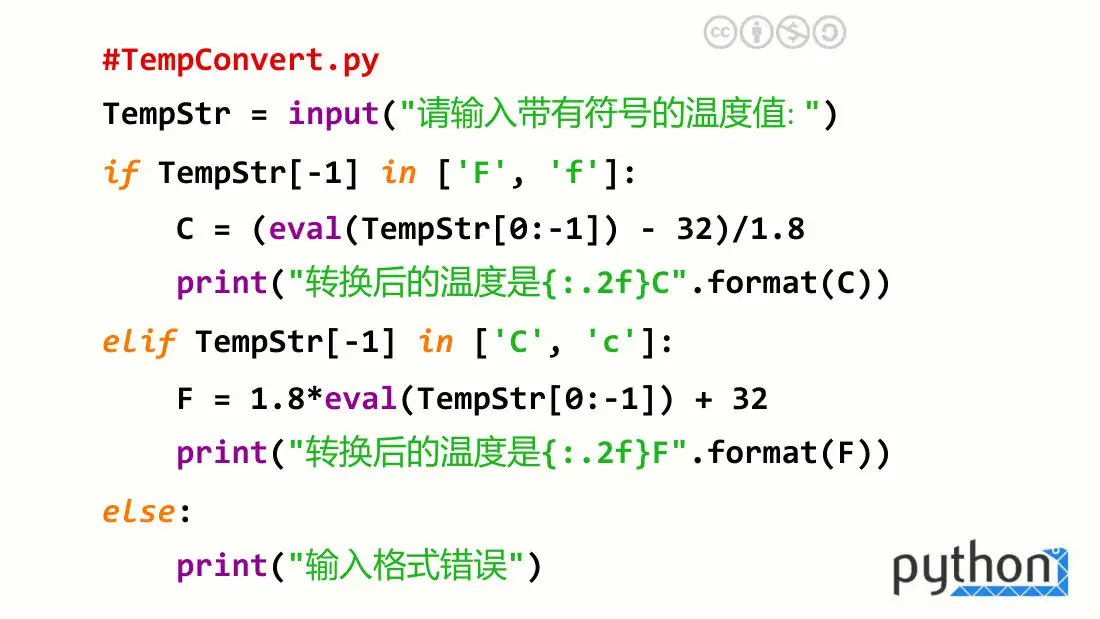 #TempConvert.py
TempStr = input("请输入带有符号的温度值: ")
if TempStr[-1] in ['F', 'f']:
    C = (eval(TempStr[0:-1]) - 32)/1.8
    print("转换后的温度是{:.2f}C".format(C))
elif TempStr[-1] in ['C', 'c']:
    F = 1.8*eval(TempStr[0:-1]) + 32
    print("转换后的温度是{:.2f}F".format(F))
else:
    print("输入格式错误")
cc
python